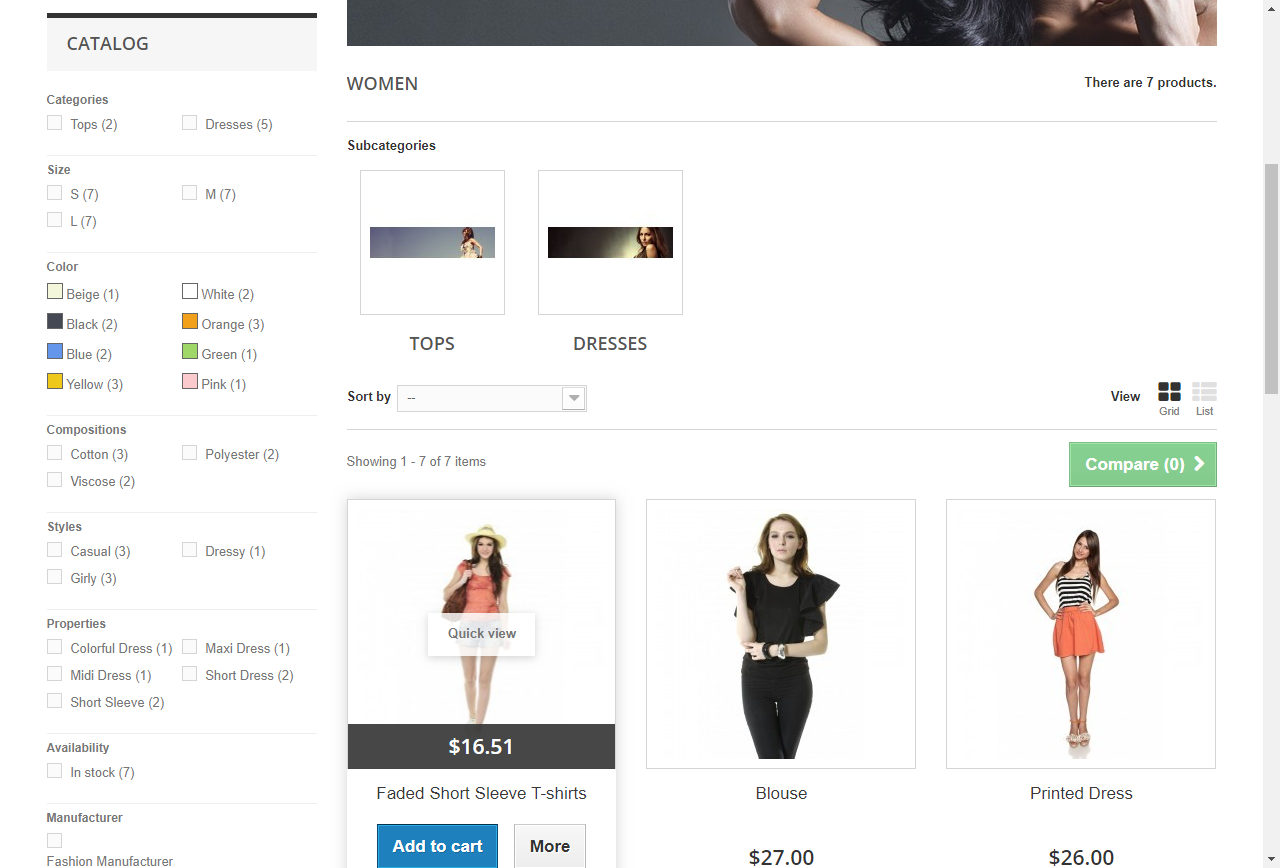 CATALOG
Categories
Tops (2)
Dresses (5)
Size
S (7)
M (7)
L (7)
Color
Beige (1)
White (2)
Black (2)
Orange (3)
Blue (2)
Green (1)
Yellow (3)
Pink (1)
Compositions
Cotton (3)
Polyester (2)
Viscose (2)
Styles
Casual (3)
Dressy (1)
Girly (3)
Properties
Colorful Dress (1)
Maxi Dress (1)
Midi Dress (1)
Short Dress (2)
Short Sleeve (2)
Availability
In stock (7)
Manufacturer
Fashion Manufacturer
WOMEN
There are 7 products.
Subcategories
TOPS
DRESSES
Sort by
--
View
Grid
List
Showing 1 - 7 of 7 items
Compare (0)
Quick view
$16.51
Faded Short Sleeve T-shirts
Add to cart
More
Blouse
$27.00
Printed Dress
$26.00